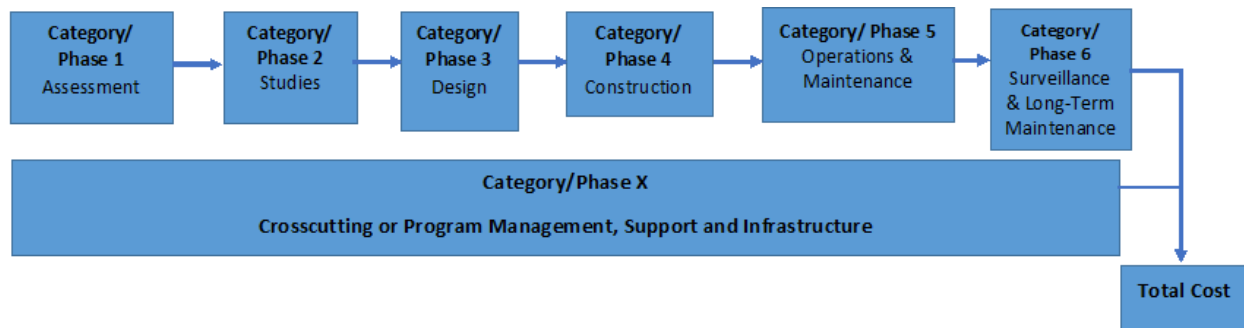 Category/
Phase 1
Assessment
Category/
Phase 2
Studies
Category/
Phase 3
Design
Category/
Phase 4
Construction
Category/ Phase 5
Operations &
Maintenance
Category/
Phase 6
Surveillance
& Long-Term
Maintenance
Category/Phase X
Crosscutting or Program Management, Support and Infrastructure
Total Cost